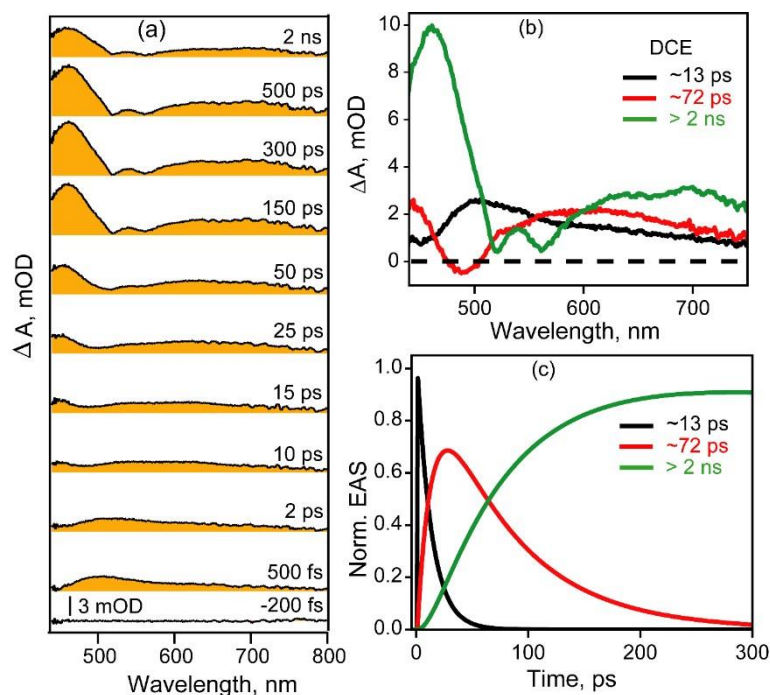 (a)
2 ns
500 ps
300 ps
150 ps
50 ps
25 ps
15 ps
10 ps
2 ps
500 fs
3 mOD
-200 fs
Δ A, mOD
500 600 700 800
Wavelength, nm
(b)
DCE
~13 ps
~72 ps
> 2 ns
10
8
6
4
2
0
ΔA, mOD
500 600 700
Wavelength, nm
(c)
~13 ps
~72 ps
> 2 ns
1.0
0.8
0.6
0.4
0.2
0.0
Norm. EAS
0 100 200 300
Time, ps